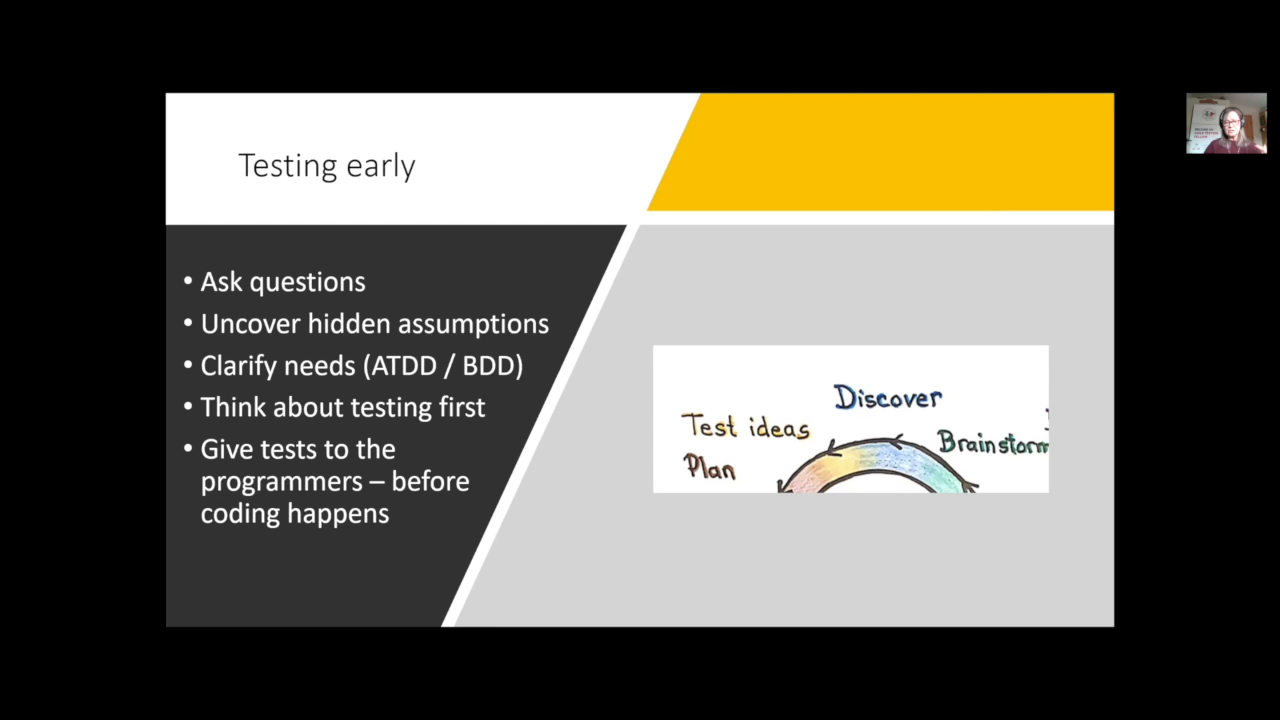 Testing early
• Ask questions
• Uncover hidden assumptions
• Clarify needs (ATDD / BDD)
• Think about testing first
• Give tests to the
programmers – before
coding happens
Discover
Test ideas
Brainstorm
Plan